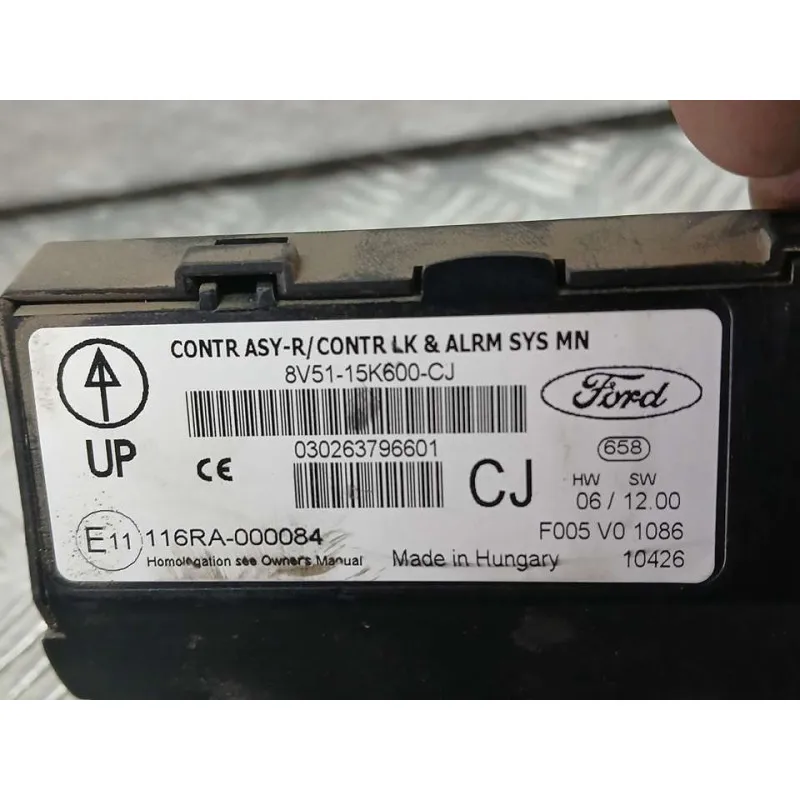 CONTR ASY-R/CONTR LK & ALRM SYS MN
8V51-15K600-CJ
Ford
UP
CE
030263796601
CJ
658
HW SW
06 / 12.00
E11 116RA-000084
F005 V0 1086
Homologation see Owners Manual
Made in Hungary
10426